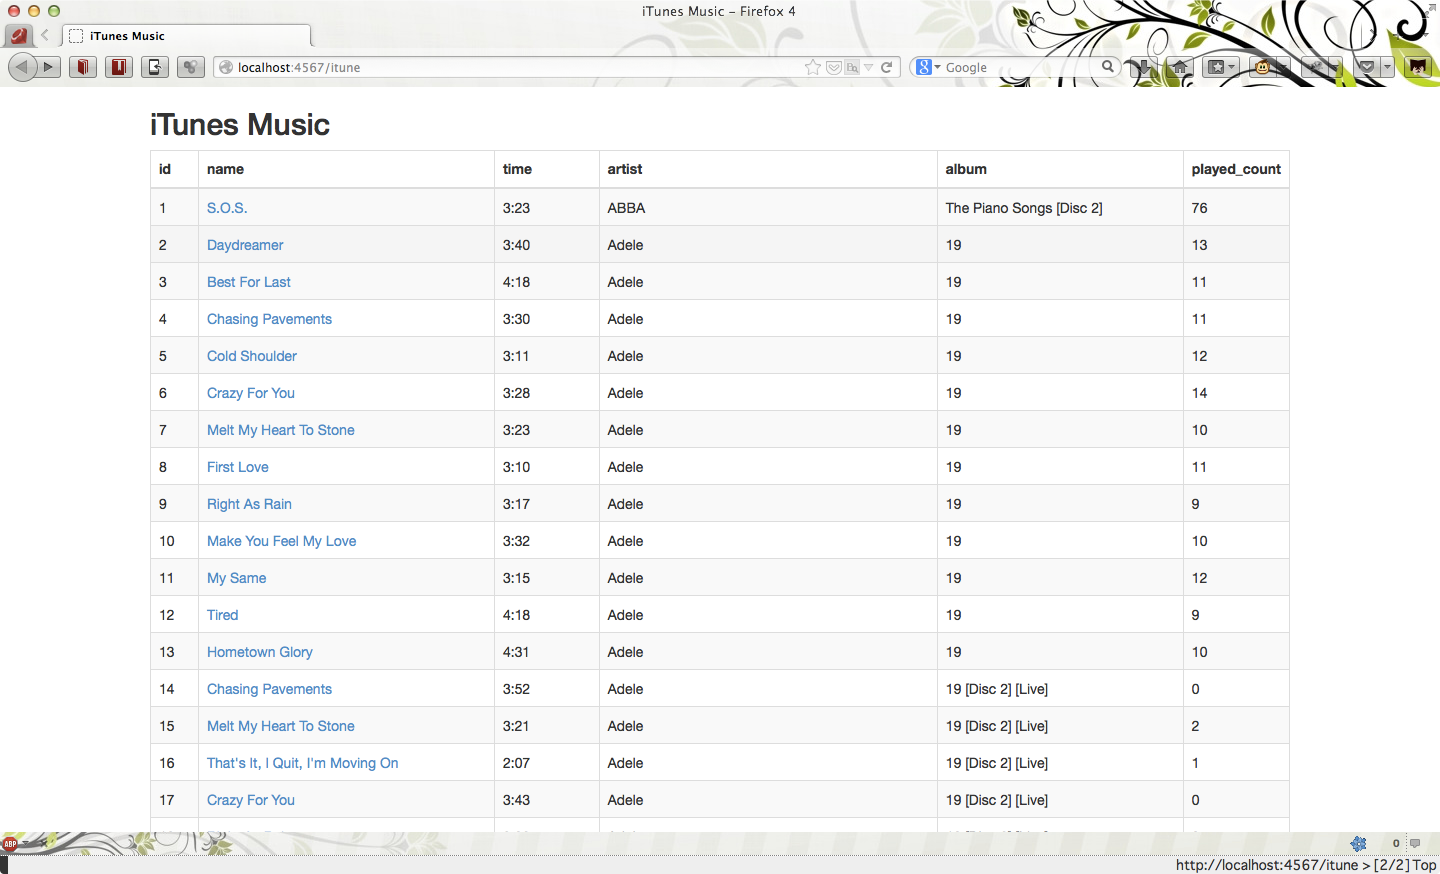 iTunes Music – Firefox 4
iTunes Music
localhost:4567/itune
Google
iTunes Music
id name time artist album played_count
1 S.O.S. 3:23 ABBA The Piano Songs [Disc 2] 76
2 Daydreamer 3:40 Adele 19 13
3 Best For Last 4:18 Adele 19 11
4 Chasing Pavements 3:30 Adele 19 11
5 Cold Shoulder 3:11 Adele 19 12
6 Crazy For You 3:28 Adele 19 14
7 Melt My Heart To Stone 3:23 Adele 19 10
8 First Love 3:10 Adele 19 11
9 Right As Rain 3:17 Adele 19 9
10 Make You Feel My Love 3:32 Adele 19 10
11 My Same 3:15 Adele 19 12
12 Tired 4:18 Adele 19 9
13 Hometown Glory 4:31 Adele 19 10
14 Chasing Pavements 3:52 Adele 19 [Disc 2] [Live] 0
15 Melt My Heart To Stone 3:21 Adele 19 [Disc 2] [Live] 2
16 That's It, I Quit, I'm Moving On 2:07 Adele 19 [Disc 2] [Live] 1
17 Crazy For You 3:43 Adele 19 [Disc 2] [Live] 0
ABP 0
http://localhost:4567/itune > [2/2] Top